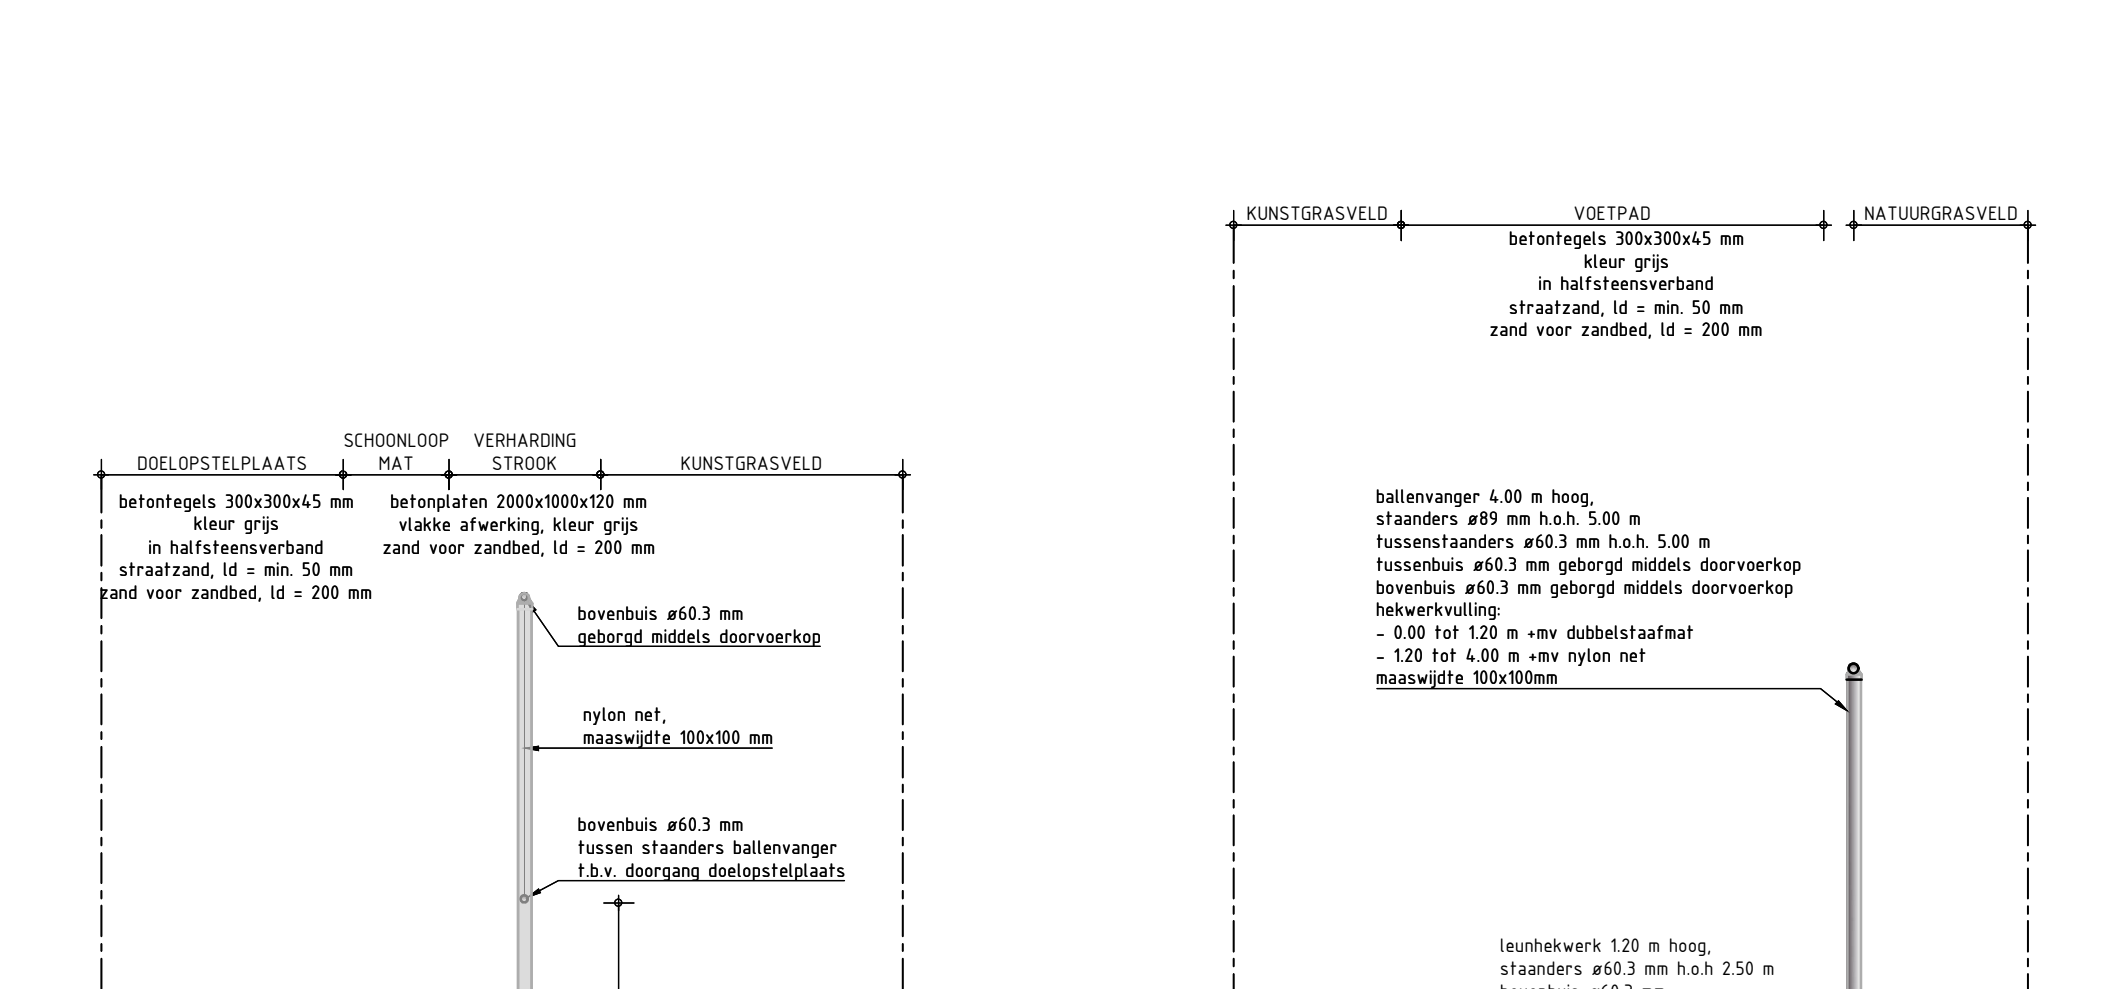 SCHOONLOOP
VERHARDING
DOELOPSTELPLAATS
MAT
STROOK
KUNSTGRASVELD
betontegels 300x300x45 mm
kleur grijs
in halfsteensverband
straatzand, ld = min. 50 mm
zand voor zandbed, ld = 200 mm
betonplaten 2000x1000x120 mm
vlakke afwerking, kleur grijs
zand voor zandbed, ld = 200 mm
bovenbuis ø60.3 mm
geborgd middels doorvoerkop
nylon net,
maaswijdte 100x100 mm
bovenbuis ø60.3 mm
tussen staanders ballenvanger
t.b.v. doorgang doelopstelplaats
KUNSTGRASVELD
VOETPAD
NATUURGRASVELD
betontegels 300x300x45 mm
kleur grijs
in halfsteensverband
straatzand, ld = min. 50 mm
zand voor zandbed, ld = 200 mm
ballenvanger 4.00 m hoog,
staanders ø89 mm h.o.h. 5.00 m
tussenstaanders ø60.3 mm h.o.h. 5.00 m
tussenbuis ø60.3 mm geborgd middels doorvoerkop
bovenbuis ø60.3 mm geborgd middels doorvoerkop
hekwerkvulling:
- 0.00 tot 1.20 m +mv dubbelstaafmat
- 1.20 tot 4.00 m +mv nylon net
maaswijdte 100x100mm
leunhekwerk 1.20 m hoog,
staanders ø60.3 mm h.o.h 2.50 m